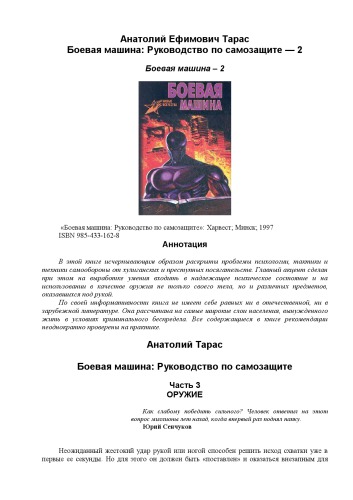 Анатолий Ефимович Тарас
Боевая машина: Руководство по самозащите — 2
Боевая машина – 2
БОЕВАЯ
МАШИНА
«Боевая машина: Руководство по самозащите»: Харвест; Минск; 1997
ISBN 985-433-162-8
Аннотация
В этой книге исчерпывающим образом раскрыты проблемы психологии, тактики и
техники самообороны от хулиганских и преступных посягательств. Главный акцент сделан
при этом на выработке умения входить в надлежащее психическое состояние и на
использовании в качестве оружия не только своего тела, но и различных предметов,
оказавшихся под рукой.
По своей информативности книга не имеет себе равных ни в отечественной, ни в
зарубежной литературе. Она рассчитана на самые широкие слои населения, вынужденного
жить в условиях криминального беспредела. Все содержащиеся в книге рекомендации
неоднократно проверены на практике.
Анатолий Тарас
Боевая машина: Руководство по самозащите
Часть 3
ОРУЖИЕ
Как слабому победить сильного? Человек ответил на этот
вопрос миллионы лет назад, когда впервые раз поднял палку.
Юрий Сенчуков
Неожиданный жестокий удар рукой или ногой способен решить исход схватки уже в
первые ее секунды. Но для этого он должен быть «поставлен» и оказаться внезапным для